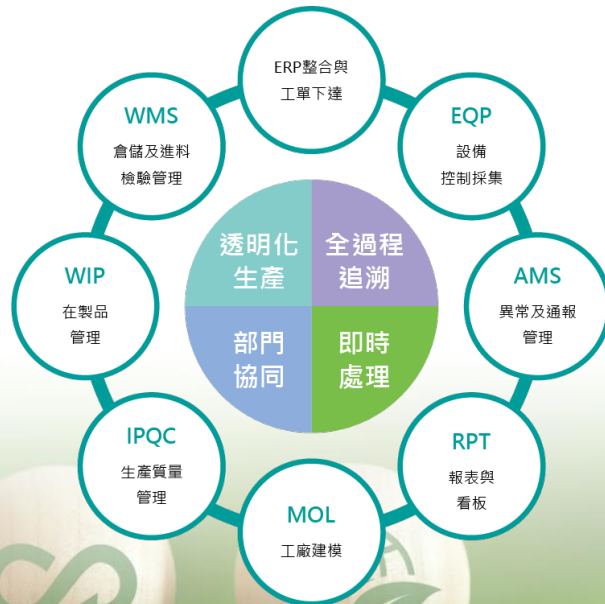 ERP整合與
工單下達
WMS
倉儲及進料
檢驗管理
EQP
設備
控制採集
透明化
生產
全過程
追溯
WIP
在製品
管理
AMS
異常及通報
管理
部門
協同
即時
處理
IPQC
生產質量
管理
RPT
報表與
看板
MOL
工廠建模